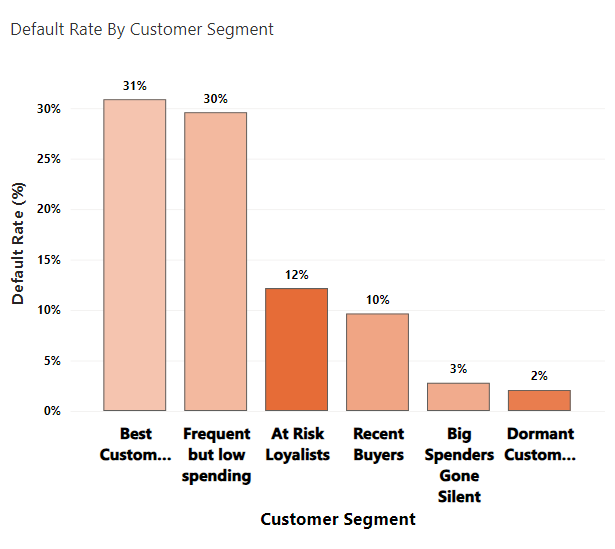 Default Rate By Customer Segment
31%
30%
12%
10%
3%
2%
30%
25%
20%
15%
10%
5%
0%
Default Rate (%)
Best
Custom...
Frequent
but low
spending
At Risk
Loyalists
Recent
Buyers
Big
Spenders
Gone
Silent
Dormant
Custom...
Customer Segment